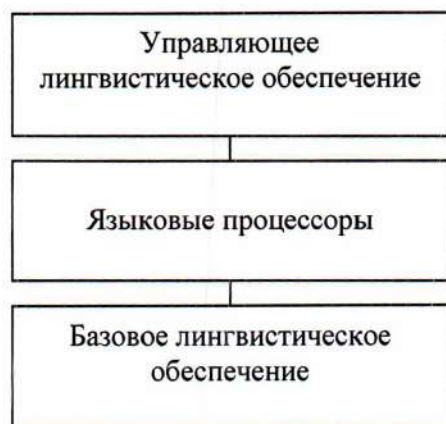 Управляющее
лингвистическое обеспечение
Языковые процессоры
Базовое лингвистическое
обеспечение